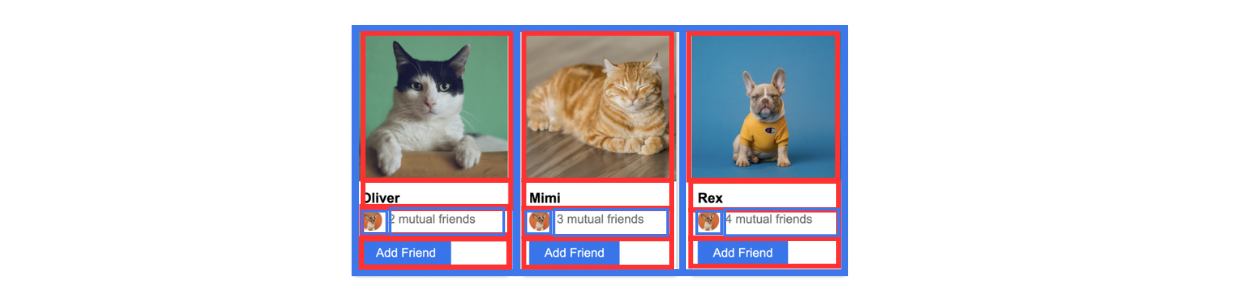 Oliver
2 mutual friends
Add Friend
Mimi
3 mutual friends
Add Friend
Rex
4 mutual friends
Add Friend